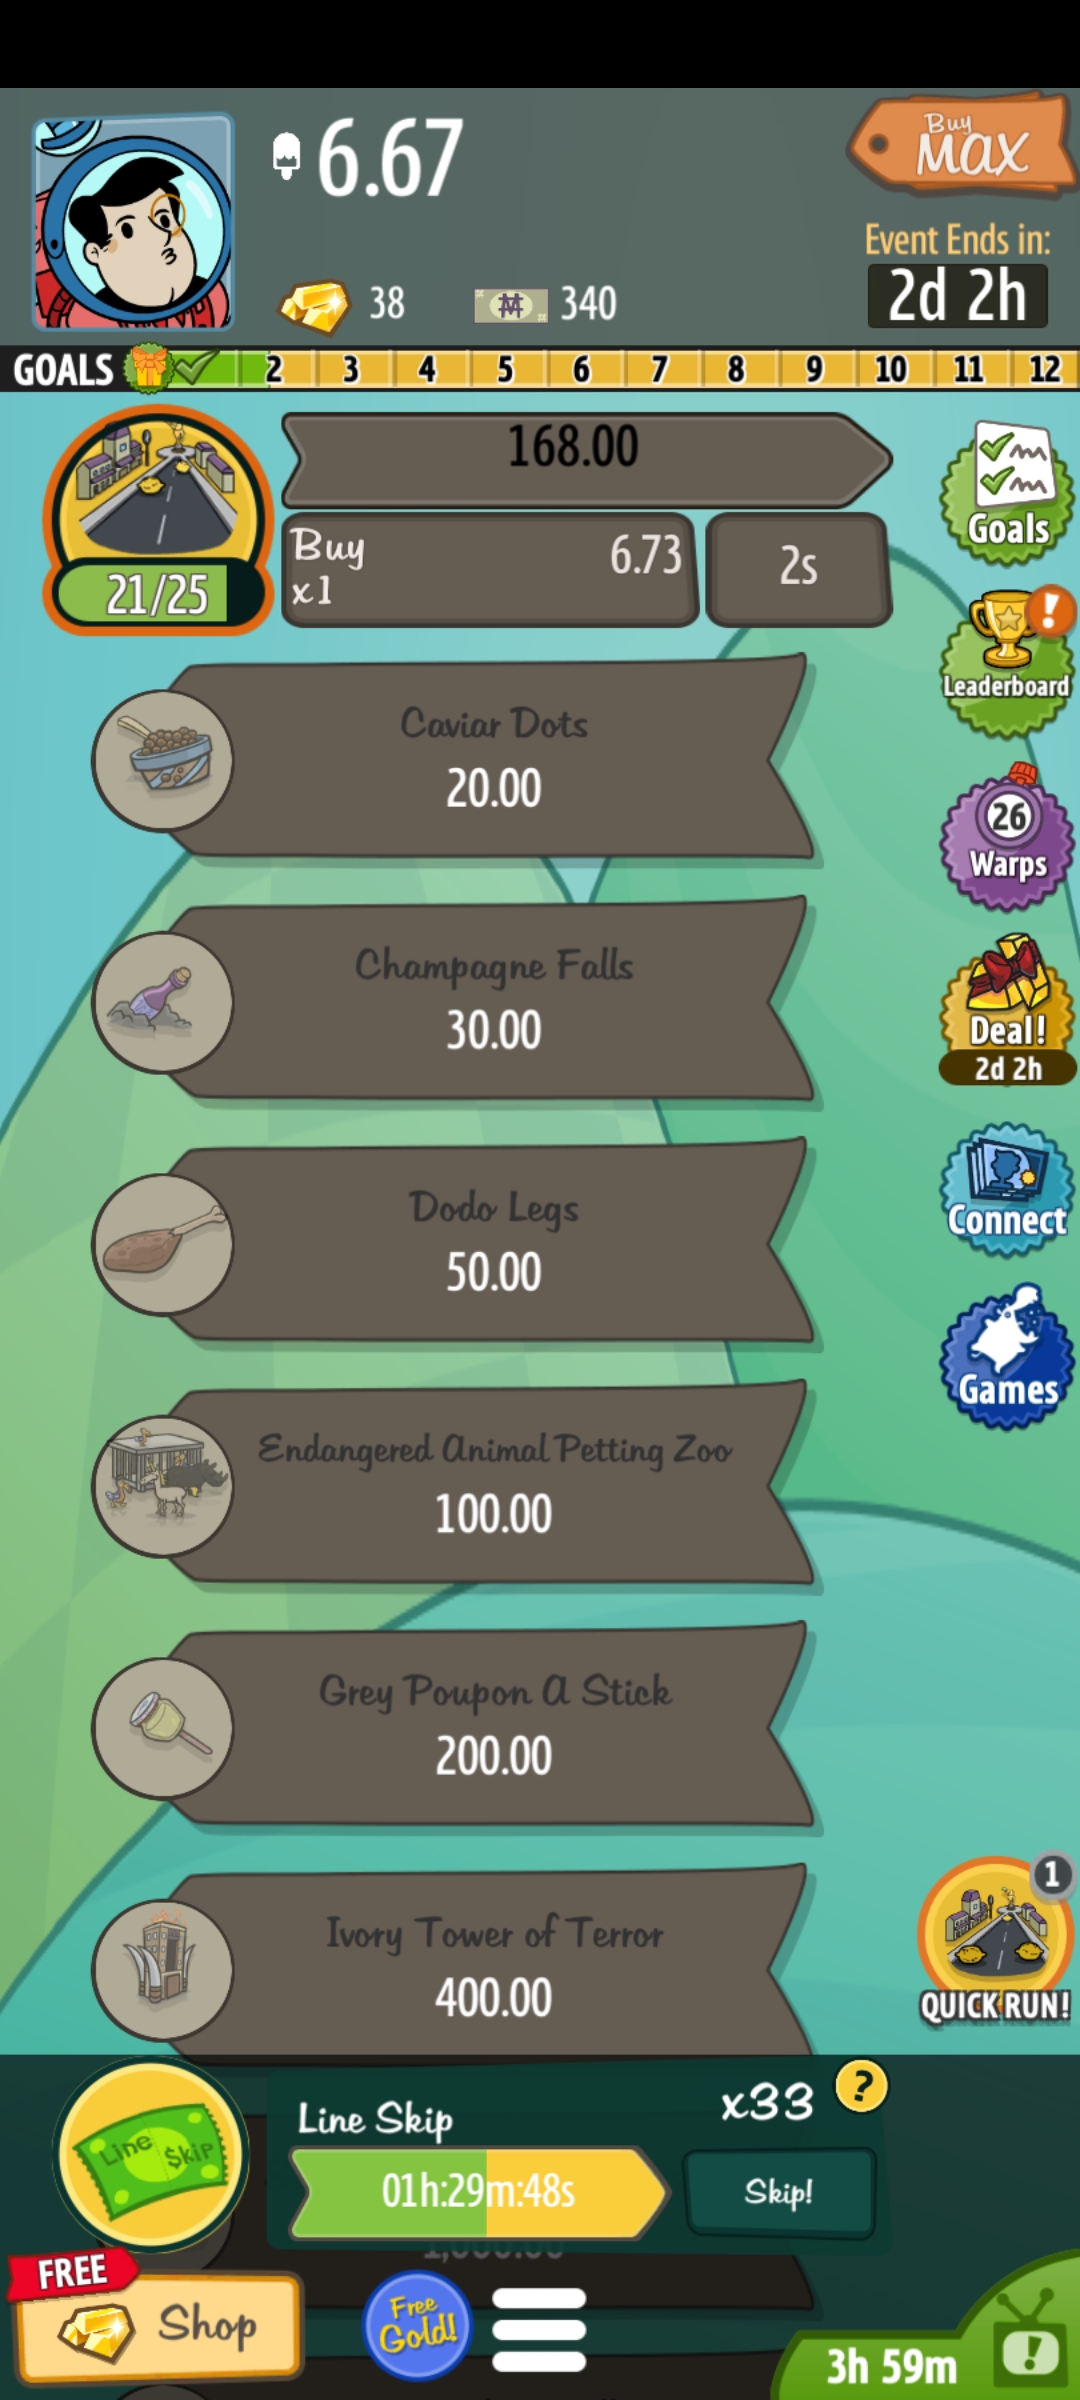 6.67
Buy
MAX
Event Ends in:
2d 2h
38
340
GOALS 2 3 4 5 6 7 8 9 10 11 12
168.00
Buy
x1
6.73
2s
21/25
Goals
!
Leaderboard
Caviar Dots
20.00
26
Warps
Champagne Falls
30.00
Deal!
2d 2h
Dodo Legs
50.00
Connect
Games
Endangered Animal Petting Zoo
100.00
Grey Poupon A Stick
200.00
Ivory Tower of Terror
400.00
1
QUICK RUN!
Line $kip
Line Skip
x33
?
01h:29m:48s
Skip!
FREE
Shop
Free
Gold!
3h 59m
!